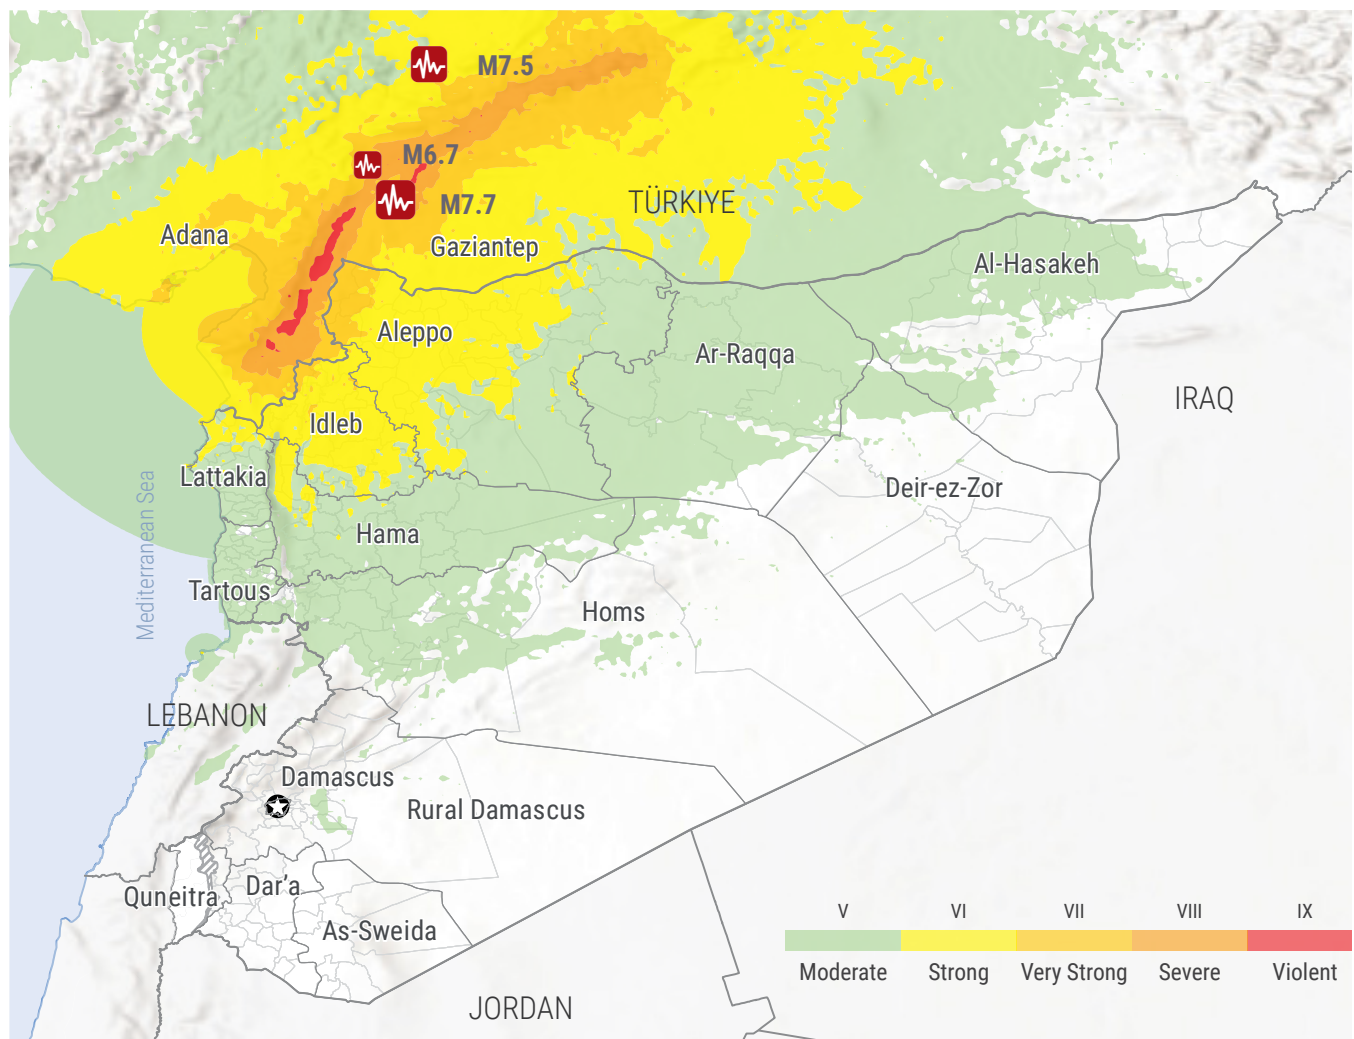 M7.5
M6.7
M7.7
TÜRKIYE
Adana
Gaziantep
Al-Hasakeh
Aleppo
Ar-Raqqa
IRAQ
Idleb
Lattakia
Deir-ez-Zor
Hama
Mediterranean Sea
Tartous
Homs
LEBANON
Damascus
Rural Damascus
Quneitra
Dar’a
As-Sweida
JORDAN
V VI VII VIII IX
Moderate Strong Very Strong Severe Violent